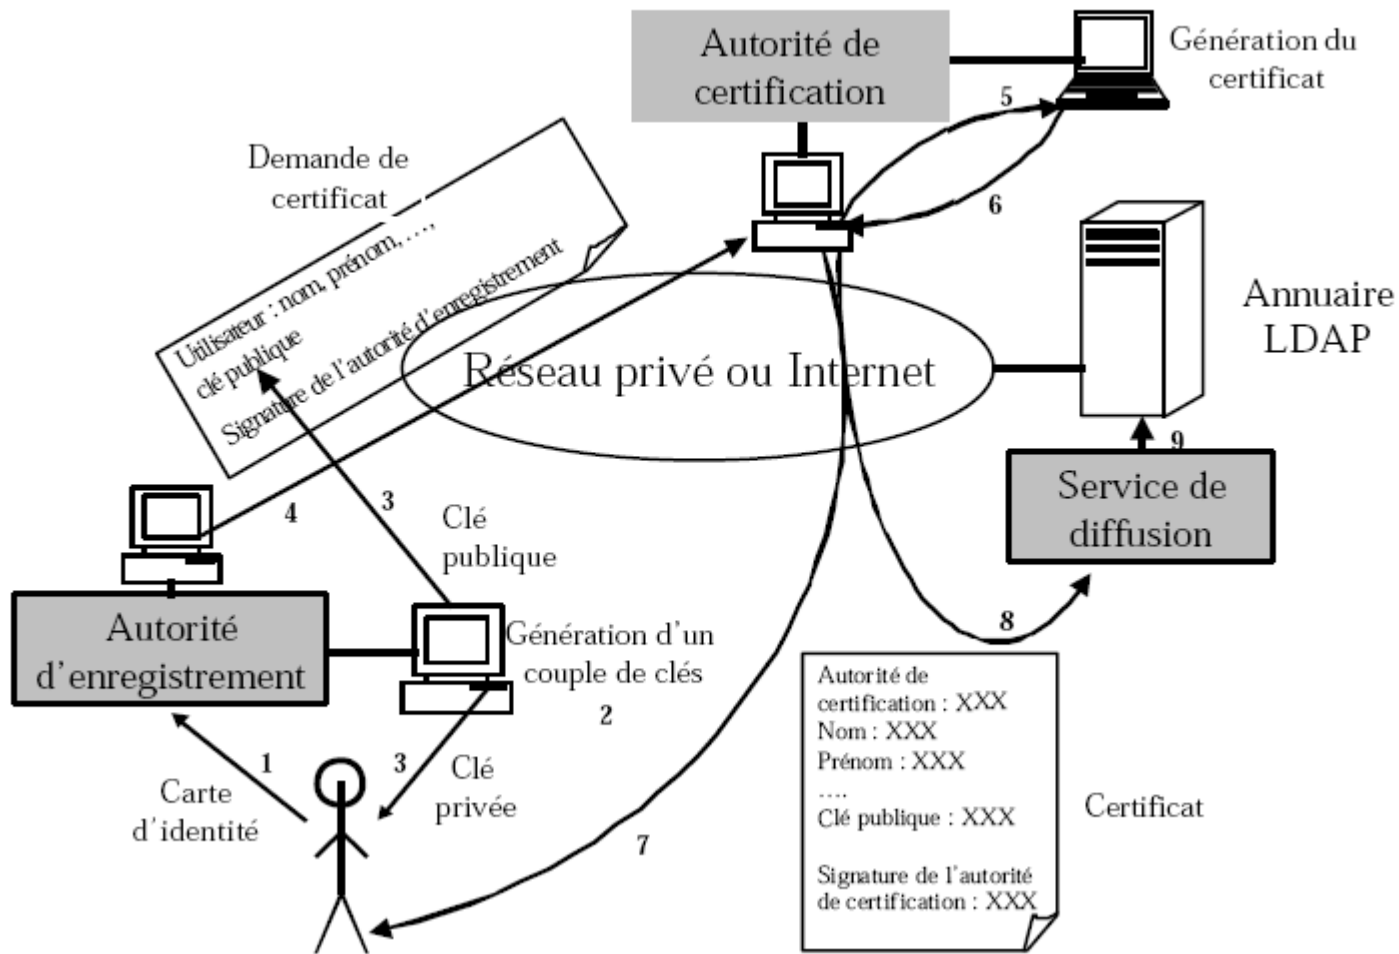 Autorité de
certification
Génération du
certificat
5
6
Demande de
certificat
Utilisateur : nom, prénom, ...,
clé publique
Signature de l'autorité d'enregistrement
Réseau privé ou Internet
Annuaire
LDAP
9
Service de
diffusion
4
3
Clé
publique
Autorité
d'enregistrement
Génération d'un
couple de clés
2
8
1
Carte
d'identité
3
Clé
privée
7
Autorité de
certification : XXX
Nom : XXX
Prénom : XXX
....
Clé publique : XXX
Signature de l'autorité
de certification : XXX
Certificat